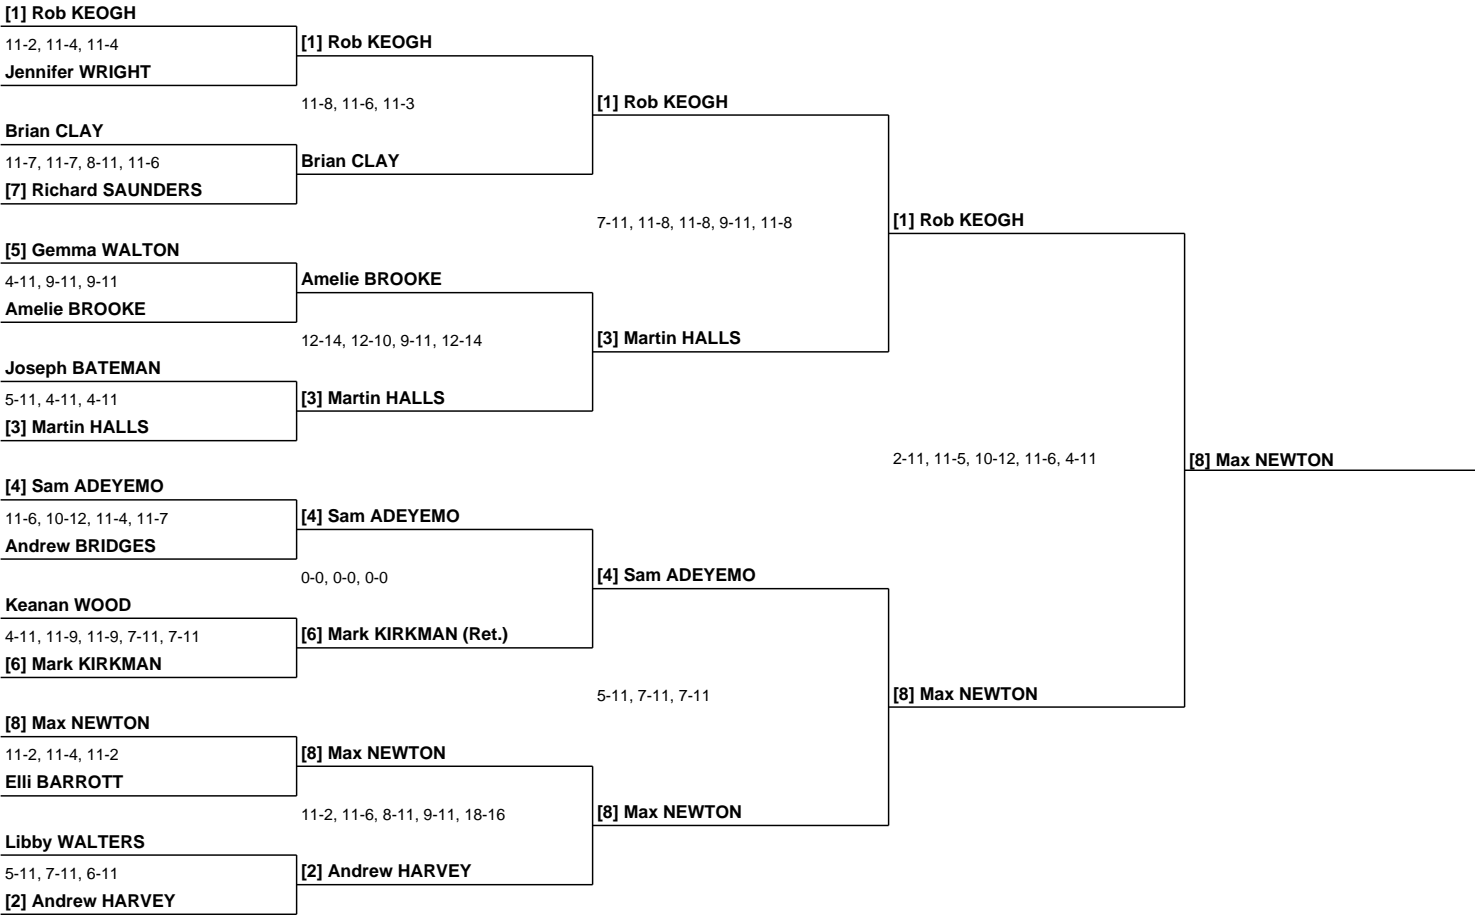 [1] Rob KEOGH
11-2, 11-4, 11-4
Jennifer WRIGHT
Brian CLAY
11-7, 11-7, 8-11, 11-6
[7] Richard SAUNDERS
[5] Gemma WALTON
4-11, 9-11, 9-11
Amelie BROOKE
Joseph BATEMAN
5-11, 4-11, 4-11
[3] Martin HALLS
[4] Sam ADEYEMO
11-6, 10-12, 11-4, 11-7
Andrew BRIDGES
Keanan WOOD
4-11, 11-9, 11-9, 7-11, 7-11
[6] Mark KIRKMAN
[8] Max NEWTON
11-2, 11-4, 11-2
Elli BARROTT
Libby WALTERS
5-11, 7-11, 6-11
[2] Andrew HARVEY
[1] Rob KEOGH
11-8, 11-6, 11-3
Brian CLAY
Amelie BROOKE
12-14, 12-10, 9-11, 12-14
[3] Martin HALLS
[4] Sam ADEYEMO
0-0, 0-0, 0-0
[6] Mark KIRKMAN (Ret.)
[8] Max NEWTON
11-2, 11-6, 8-11, 9-11, 18-16
[2] Andrew HARVEY
[1] Rob KEOGH
7-11, 11-8, 11-8, 9-11, 11-8
[3] Martin HALLS
[4] Sam ADEYEMO
5-11, 7-11, 7-11
[8] Max NEWTON
[1] Rob KEOGH
2-11, 11-5, 10-12, 11-6, 4-11
[8] Max NEWTON
[8] Max NEWTON